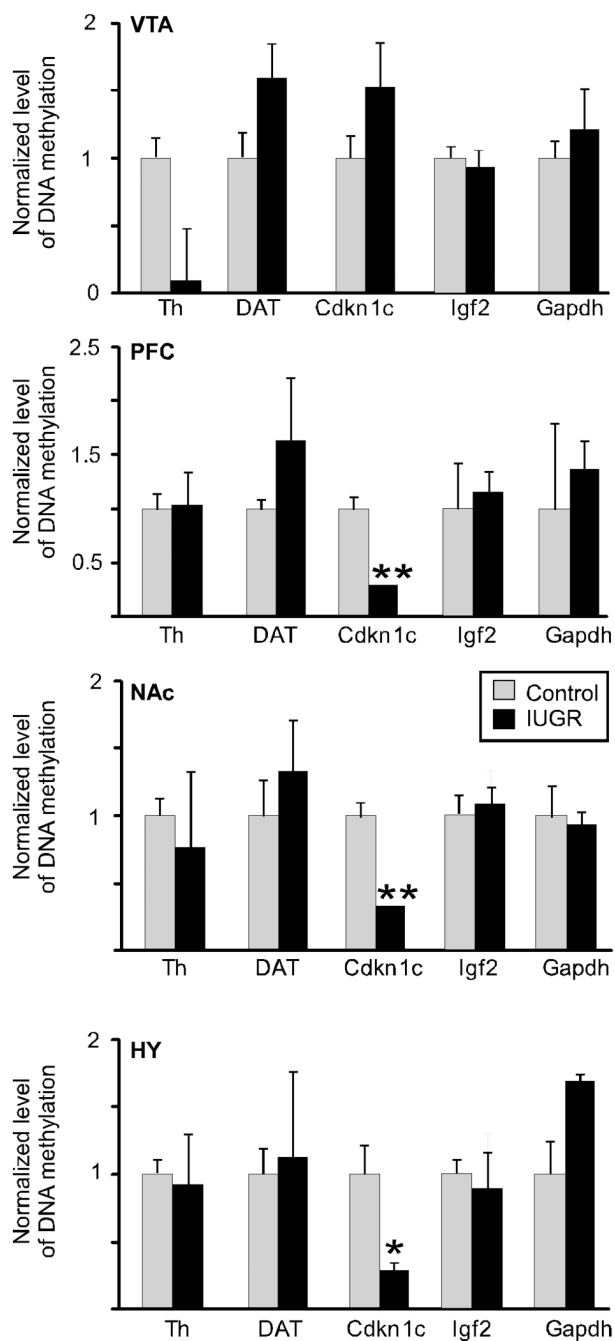 2
VTA
Normalized level
of DNA methylation
1
0
Th DAT Cdkn1c Igf2 Gapdh
2.5
PFC
Normalized level
of DNA methylation
1.5
0.5
**
Th DAT Cdkn1c Igf2 Gapdh
2
NAc
Control
IUGR
Normalized level
of DNA methylation
1
**
Th DAT Cdkn1c Igf2 Gapdh
2
HY
Normalized level
of DNA methylation
1
*
Th DAT Cdkn1c Igf2 Gapdh